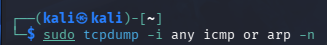 ┌──(kali㉿kali)-[~]
└─$ sudo tcpdump -i any icmp or arp -n